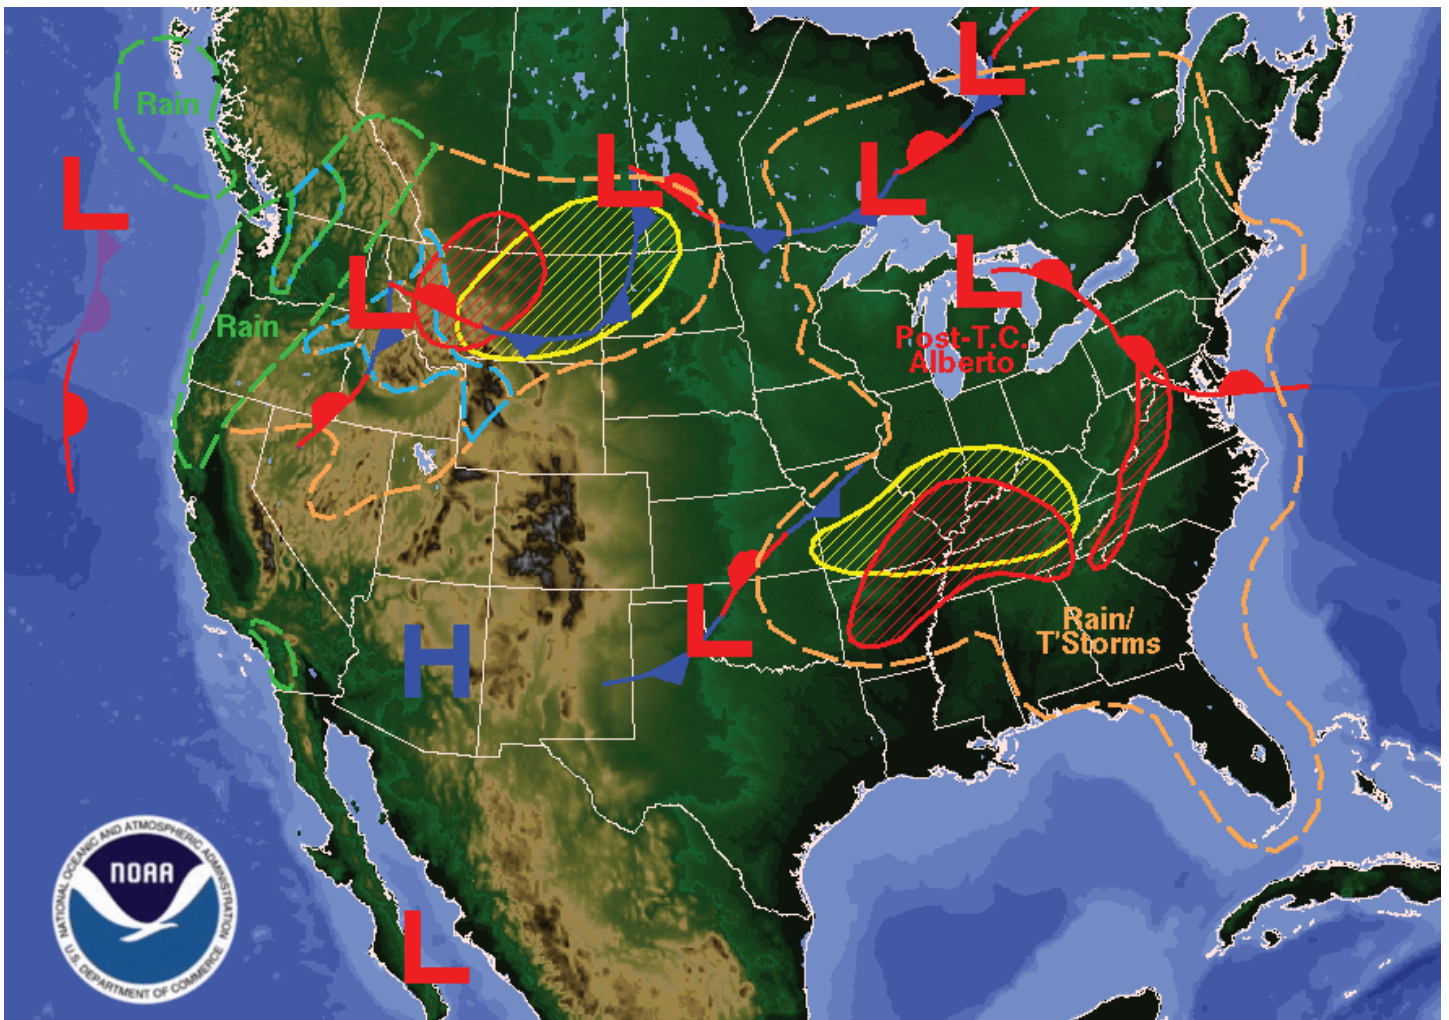 L
Rain
L
L
L
L
L
Rain
Post-T.C.
Alberto
L
H
Rain/
T'Storms
NATIONAL OCEANIC AND ATMOSPHERIC ADMINISTRATION
NOAA
U.S. DEPARTMENT OF COMMERCE
L